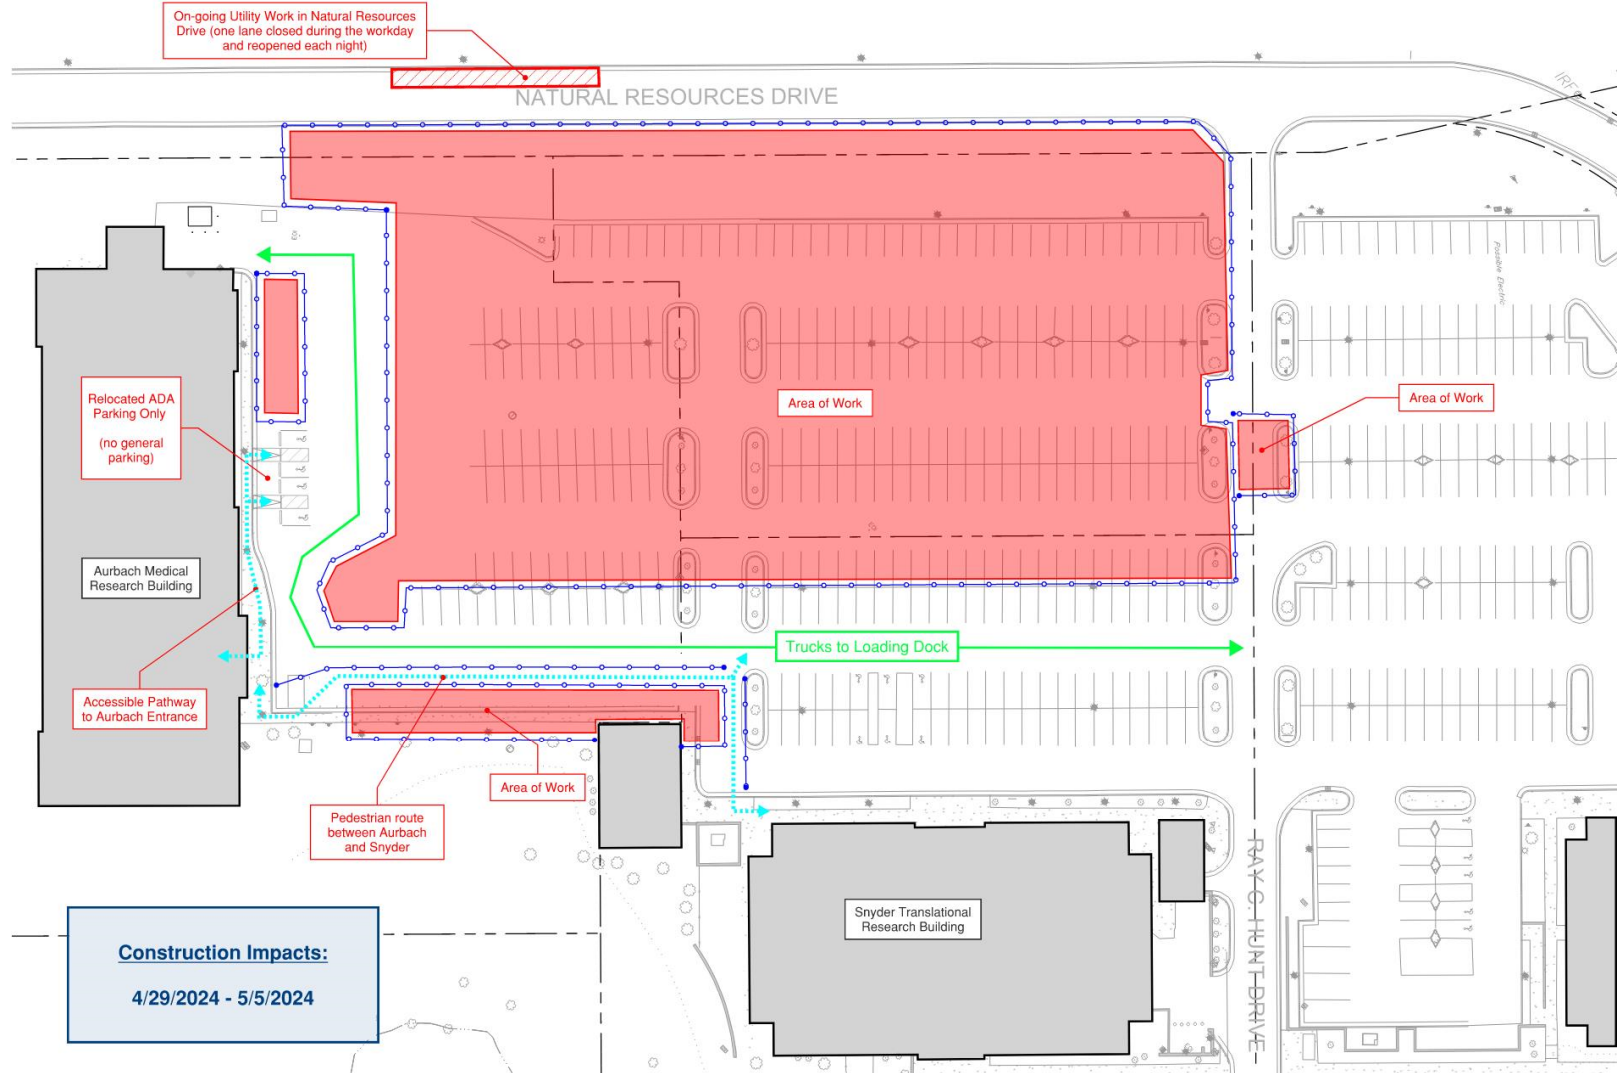 On-going Utility Work in Natural Resources
Drive (one lane closed during the workday
and reopened each night)
NATURAL RESOURCES DRIVE
Possible Electric
Area of Work
Area of Work
Relocated ADA
Parking Only
(no general
parking)
Aurbach Medical
Research Building
Trucks to Loading Dock
Accessible Pathway
to Aurbach Entrance
Area of Work
Pedestrian route
between Aurbach
and Snyder
Snyder Translational
Research Building
RAY C. HUNT DRIVE
Construction Impacts:
4/29/2024 - 5/5/2024